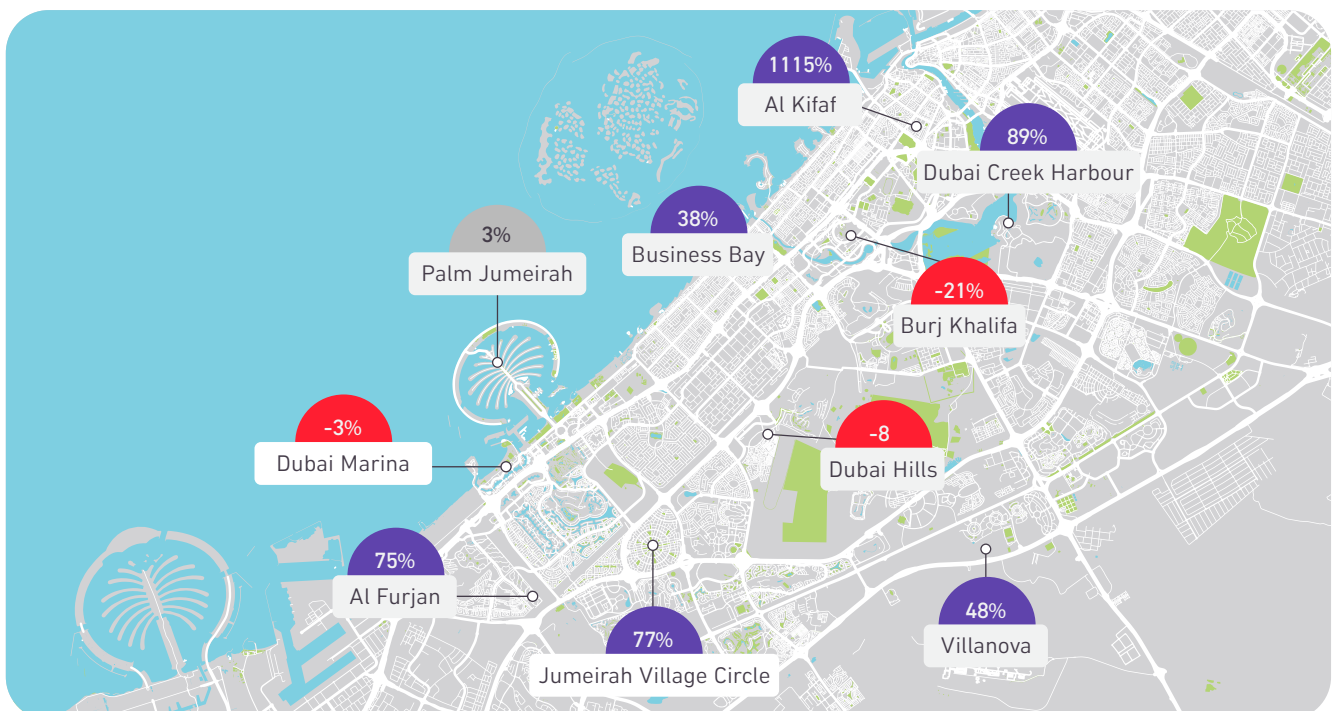 1115%
Al Kifaf
89%
Dubai Creek Harbour
38%
Business Bay
3%
Palm Jumeirah
-21%
Burj Khalifa
-3%
Dubai Marina
-8
Dubai Hills
75%
Al Furjan
48%
Villanova
77%
Jumeirah Village Circle